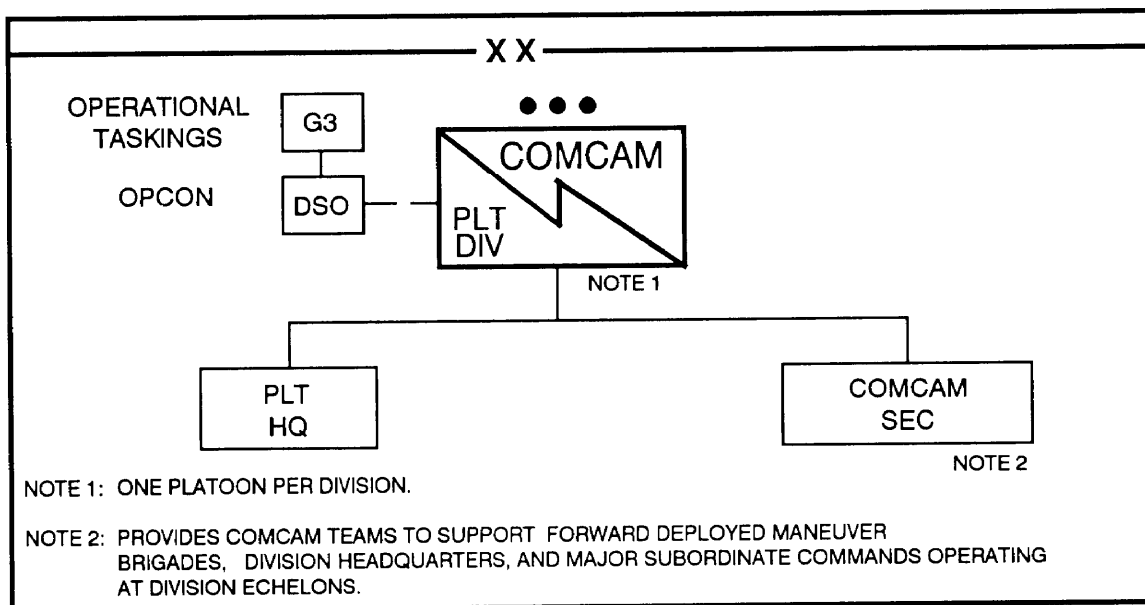 XX
OPERATIONAL
TASKINGS
G3
OPCON
DSO
COMCAM
PLT
DIV
NOTE 1
PLT
HQ
COMCAM
SEC
NOTE 2
NOTE 1: ONE PLATOON PER DIVISION.
NOTE 2: PROVIDES COMCAM TEAMS TO SUPPORT FORWARD DEPLOYED MANEUVER
BRIGADES, DIVISION HEADQUARTERS, AND MAJOR SUBORDINATE COMMANDS OPERATING
AT DIVISION ECHELONS.